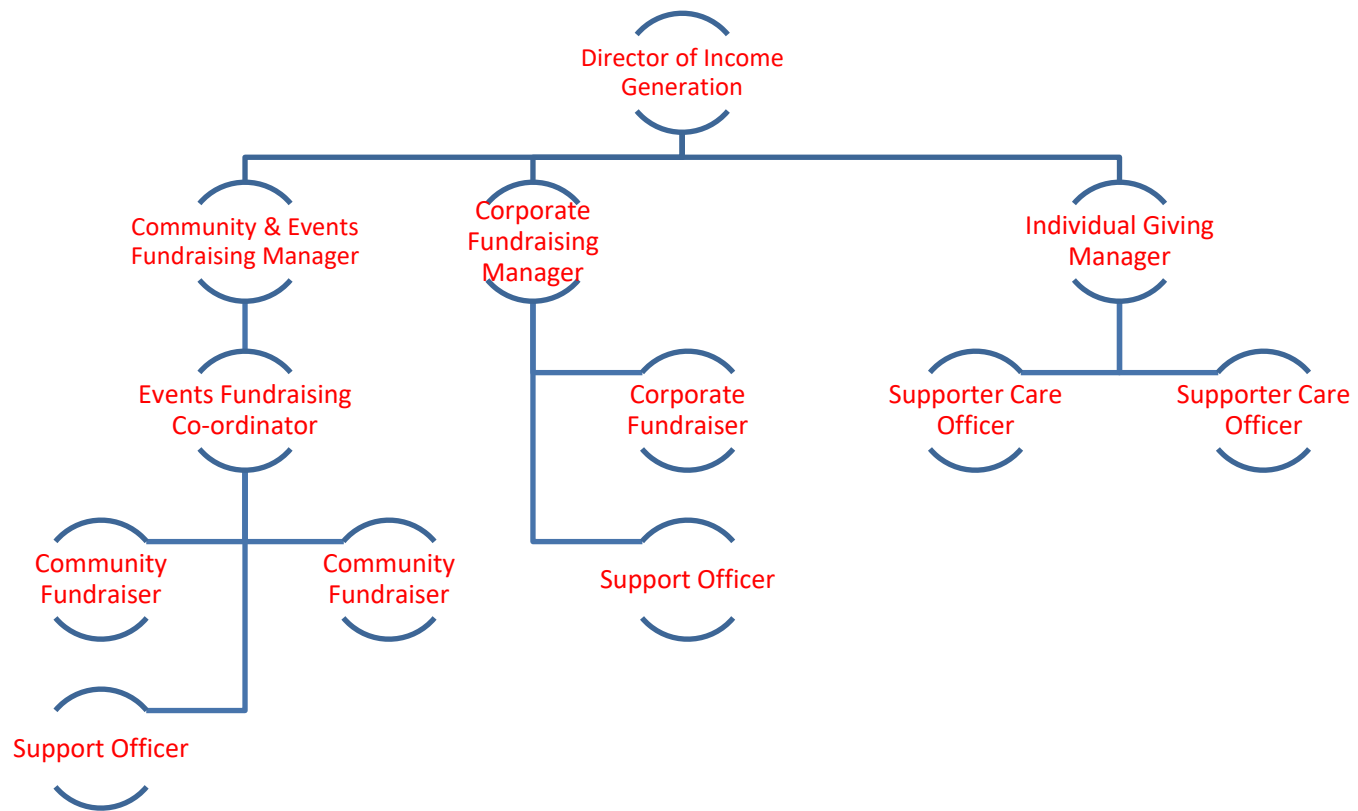 Director of Income
Generation
Community & Events
Fundraising Manager
Corporate
Fundraising
Manager
Individual Giving
Manager
Events Fundraising
Co-ordinator
Corporate
Fundraiser
Supporter Care
Officer
Supporter Care
Officer
Community
Fundraiser
Community
Fundraiser
Support Officer
Support Officer